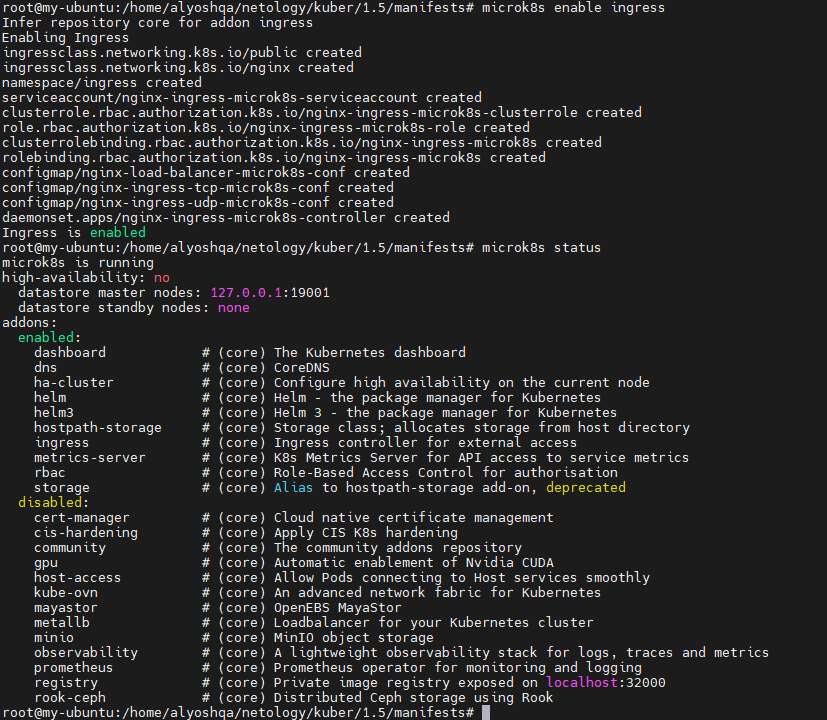 root@my-ubuntu:/home/alyoshqa/netology/kuber/1.5/manifests# microk8s enable ingress
Infer repository core for addon ingress
Enabling Ingress
ingressclass.networking.k8s.io/public created
ingressclass.networking.k8s.io/nginx created
namespace/ingress created
serviceaccount/nginx-ingress-microk8s-serviceaccount created
clusterrole.rbac.authorization.k8s.io/nginx-ingress-microk8s-clusterrole created
role.rbac.authorization.k8s.io/nginx-ingress-microk8s-role created
clusterrolebinding.rbac.authorization.k8s.io/nginx-ingress-microk8s created
rolebinding.rbac.authorization.k8s.io/nginx-ingress-microk8s created
configmap/nginx-load-balancer-microk8s-conf created
configmap/nginx-ingress-tcp-microk8s-conf created
configmap/nginx-ingress-udp-microk8s-conf created
daemonset.apps/nginx-ingress-microk8s-controller created
Ingress is enabled
root@my-ubuntu:/home/alyoshqa/netology/kuber/1.5/manifests# microk8s status
microk8s is running
high-availability: no
  datastore master nodes: 127.0.0.1:19001
  datastore standby nodes: none
addons:
  enabled:
    dashboard            # (core) The Kubernetes dashboard
    dns                  # (core) CoreDNS
    ha-cluster           # (core) Configure high availability on the current node
    helm                 # (core) Helm - the package manager for Kubernetes
    helm3                # (core) Helm 3 - the package manager for Kubernetes
    hostpath-storage     # (core) Storage class; allocates storage from host directory
    ingress              # (core) Ingress controller for external access
    metrics-server       # (core) K8s Metrics Server for API access to service metrics
    rbac                 # (core) Role-Based Access Control for authorisation
    storage              # (core) Alias to hostpath-storage add-on, deprecated
  disabled:
    cert-manager         # (core) Cloud native certificate management
    cis-hardening        # (core) Apply CIS K8s hardening
    community            # (core) The community addons repository
    gpu                  # (core) Automatic enablement of Nvidia CUDA
    host-access          # (core) Allow Pods connecting to Host services smoothly
    kube-ovn             # (core) An advanced network fabric for Kubernetes
    mayastor             # (core) OpenEBS MayaStor
    metallb              # (core) Loadbalancer for your Kubernetes cluster
    minio                # (core) MinIO object storage
    observability        # (core) A lightweight observability stack for logs, traces and metrics
    prometheus           # (core) Prometheus operator for monitoring and logging
    registry             # (core) Private image registry exposed on localhost:32000
    rook-ceph            # (core) Distributed Ceph storage using Rook
root@my-ubuntu:/home/alyoshqa/netology/kuber/1.5/manifests#